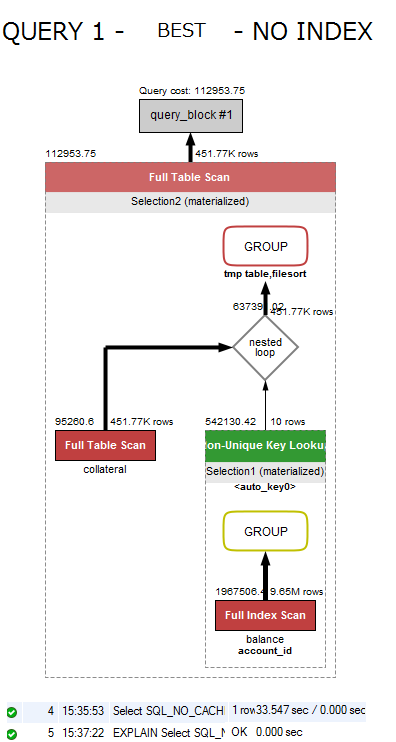 QUERY 1 - BEST - NO INDEX
Query cost: 112953.75
query_block #1
112953.75 451.77K rows
Full Table Scan
Selection2 (materialized)
GROUP
tmp table,filesort
451.77K rows
nested
loop
95260.6 451.77K rows
542130.42 10 rows
Full Table Scan
on-Unique Key Looku
collateral
Selection1 (materialized)
<auto_key0>
GROUP
1967506.4 9.65M rows
Full Index Scan
balance
account_id
4 15:35:53 Select SQL_NO_CACH 1 row 33.547 sec / 0.000 sec
5 15:37:22 EXPLAIN Select SQL_N OK 0.000 sec